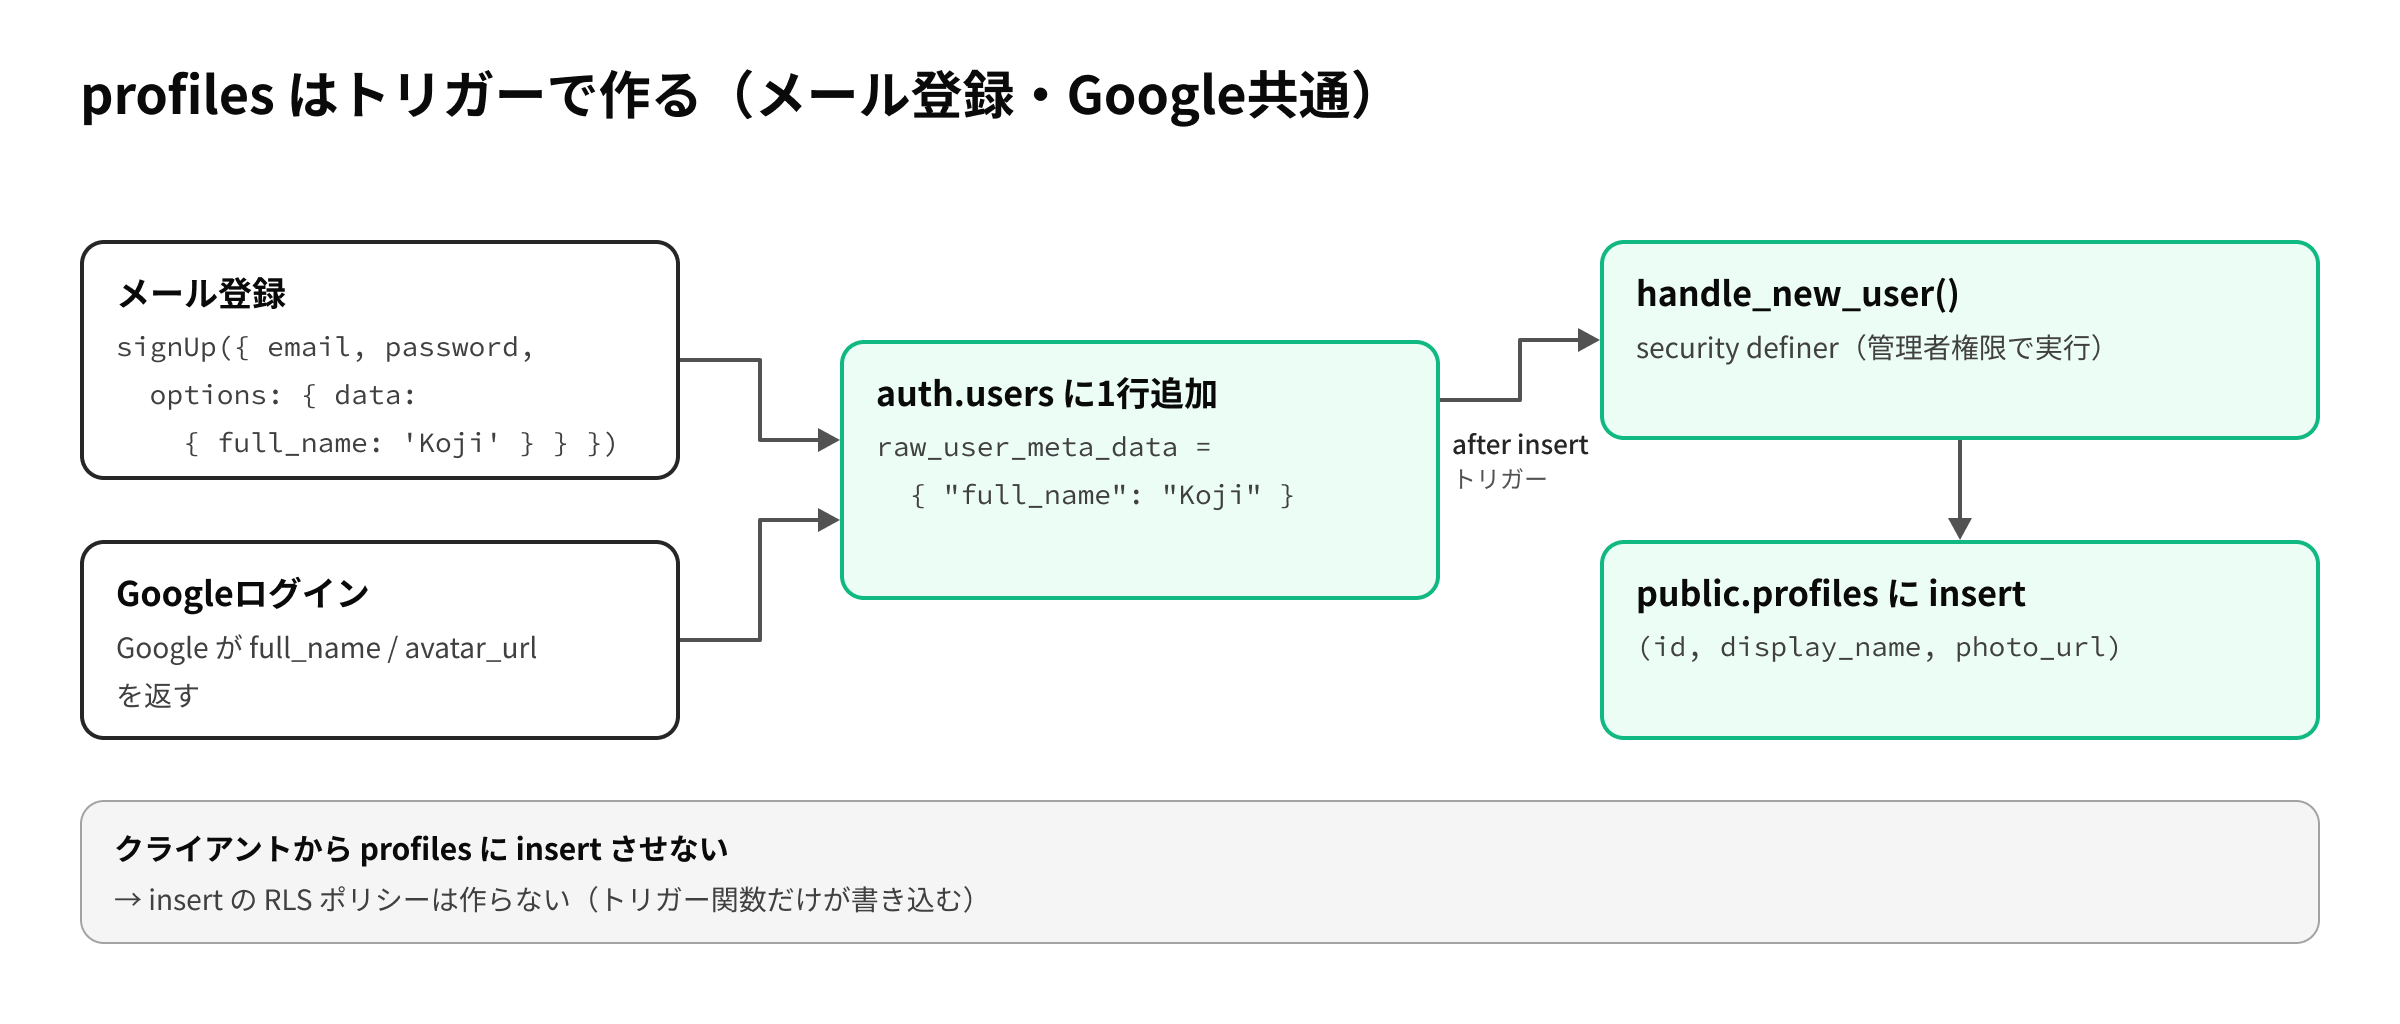 profiles はトリガーで作る（メール登録・Google共通）
メール登録
signUp({ email, password,
options: { data:
{ full_name: 'Koji' } } })
Googleログイン
Google が full_name / avatar_url
を返す
auth.users に1行追加
raw_user_meta_data =
{ "full_name": "Koji" }
after insert
トリガー
handle_new_user()
security definer（管理者権限で実行）
public.profiles に insert
(id, display_name, photo_url)
クライアントから profiles に insert させない
→ insert の RLS ポリシーは作らない（トリガー関数だけが書き込む）